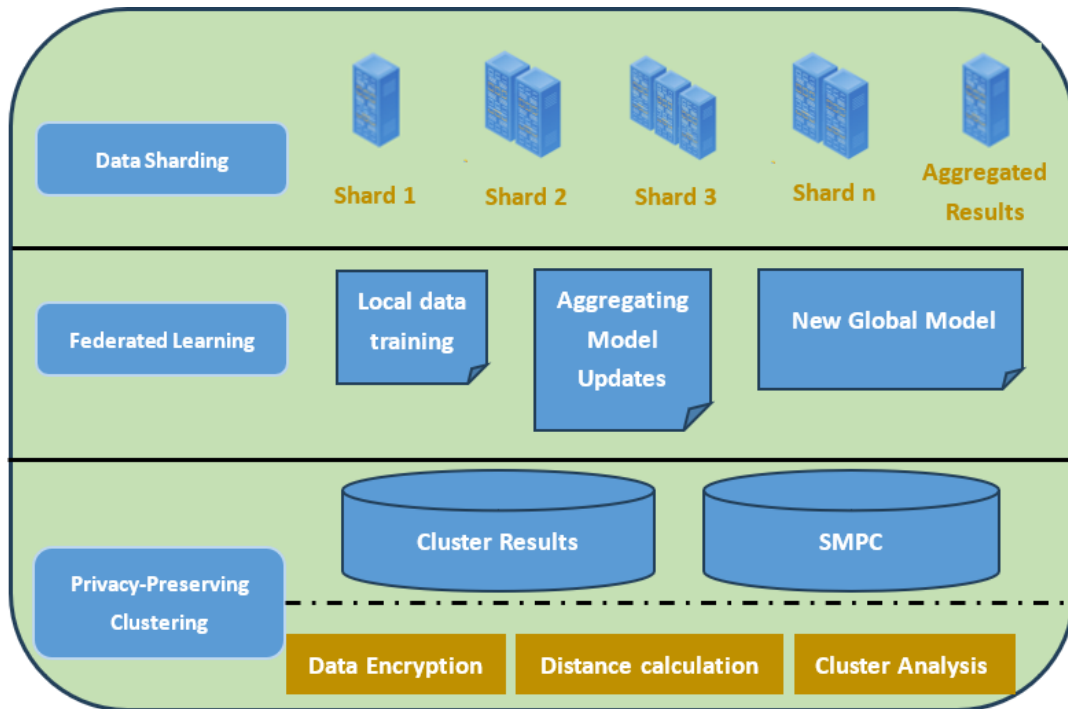 Data Sharding
Shard 1
Shard 2
Shard 3
Shard n
Aggregated
Results
Federated Learning
Local data
training
Aggregating
Model
Updates
New Global Model
Privacy-Preserving
Clustering
Cluster Results
SMPC
Data Encryption
Distance calculation
Cluster Analysis